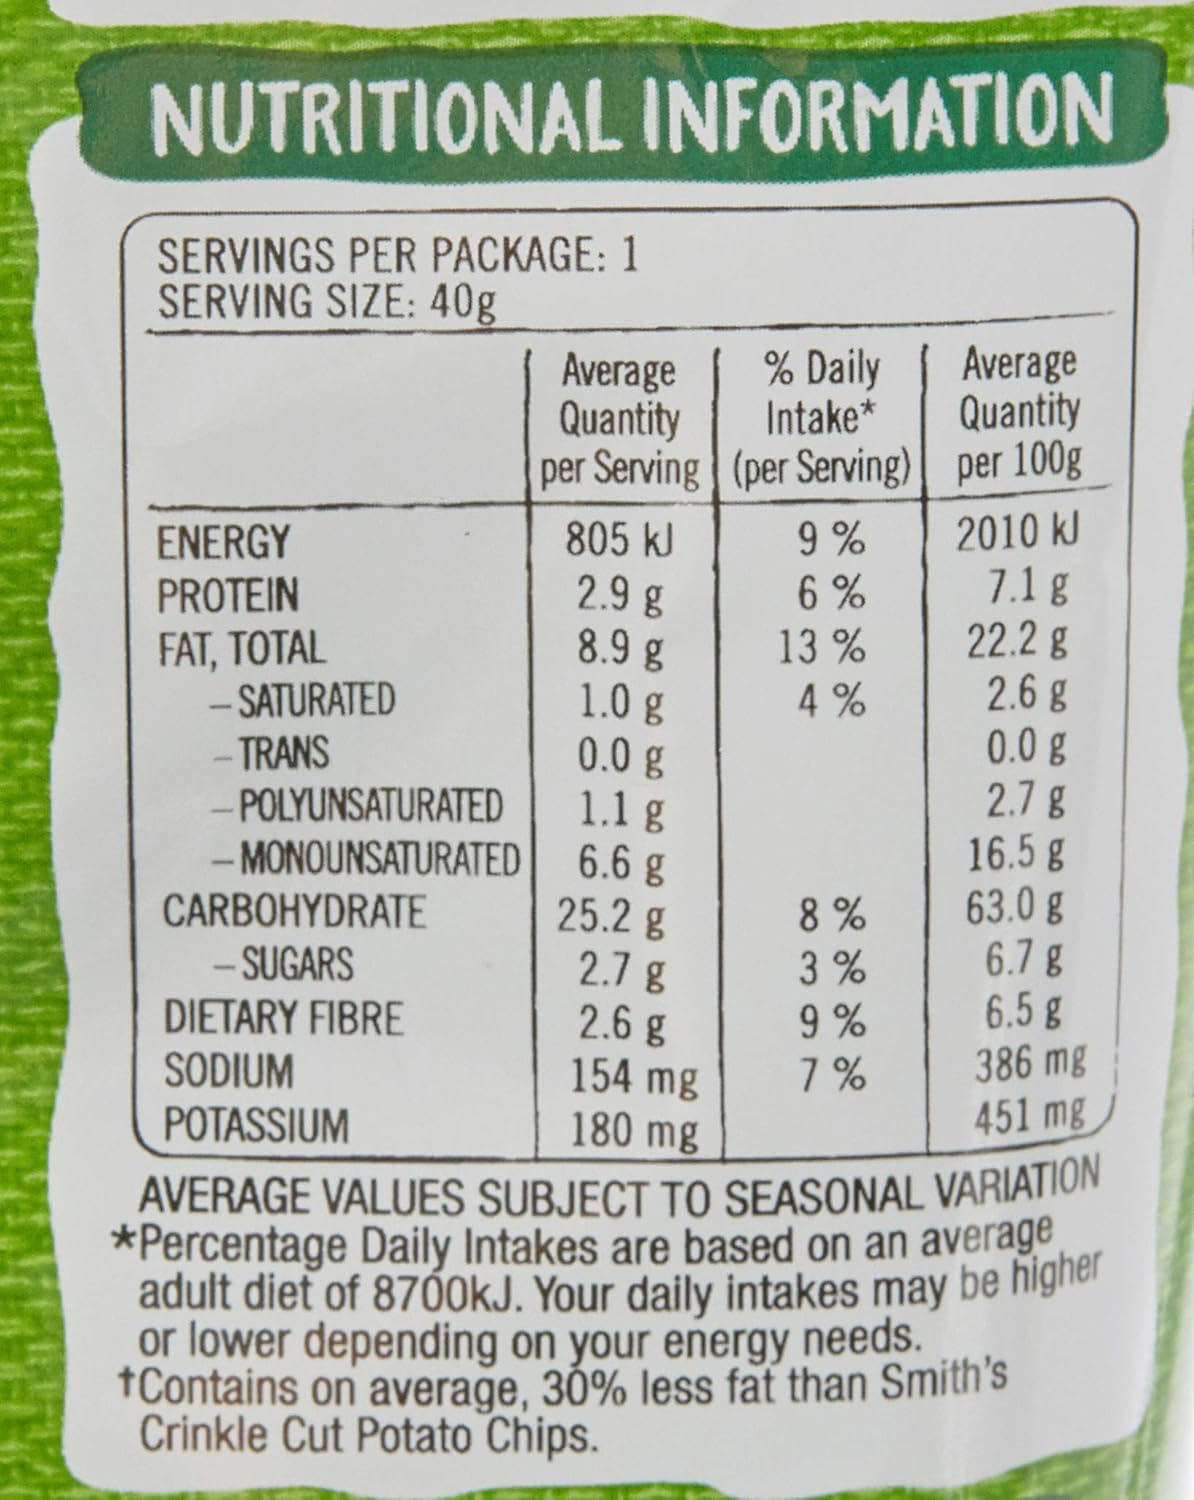 NUTRITIONAL INFORMATION
SERVINGS PER PACKAGE: 1
SERVING SIZE: 40g
Average Quantity per Serving % Daily Intake* (per Serving) Average Quantity per 100g
ENERGY 805 kJ 9 % 2010 kJ
PROTEIN 2.9 g 6 % 7.1 g
FAT, TOTAL 8.9 g 13 % 22.2 g
– SATURATED 1.0 g 4 % 2.6 g
– TRANS 0.0 g 0.0 g
– POLYUNSATURATED 1.1 g 2.7 g
– MONOUNSATURATED 6.6 g 16.5 g
CARBOHYDRATE 25.2 g 8 % 63.0 g
– SUGARS 2.7 g 3 % 6.7 g
DIETARY FIBRE 2.6 g 9 % 6.5 g
SODIUM 154 mg 7 % 386 mg
POTASSIUM 180 mg 451 mg
AVERAGE VALUES SUBJECT TO SEASONAL VARIATION
*Percentage Daily Intakes are based on an average
adult diet of 8700kJ. Your daily intakes may be higher
or lower depending on your energy needs.
†Contains on average, 30% less fat than Smith's
Crinkle Cut Potato Chips.